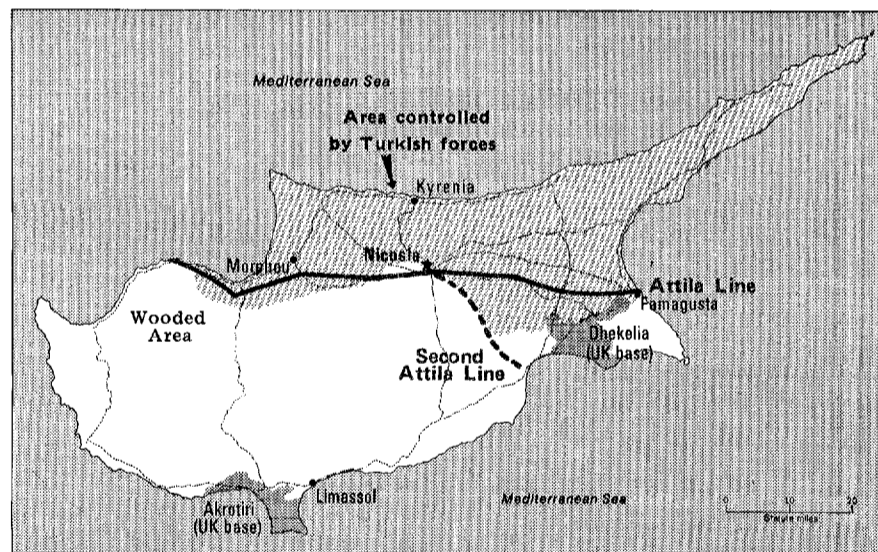 Mediterranean Sea
Area controlled
by Turkish forces
Kyrenia
Nicosia
Morphou
Attila Line
Famagusta
Wooded
Area
Dhekelia
(UK base)
Second
Attila Line
Limassol
Akrotiri
(UK base)
Mediterranean Sea
0 10 20
Statute miles